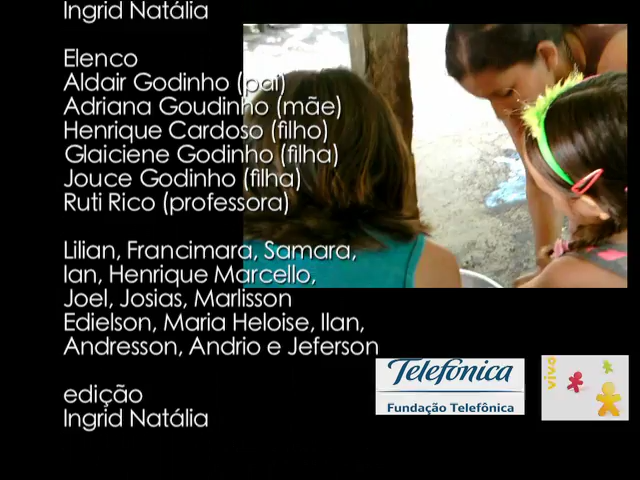 Ingrid Natália

Elenco
Aldair Godinho (pai)
Adriana Goudinho (mãe)
Henrique Cardoso (filho)
Glaiciene Godinho (filha)
Jouce Godinho (filha)
Ruti Rico (professora)

Lilian, Francimara, Samara,
Ian, Henrique Marcello,
Joel, Josias, Marlisson
Edielson, Maria Heloise, Ilan,
Andresson, Andrio e Jeferson

edição
Ingrid Natália

Telefónica
Fundação Telefônica
vivo